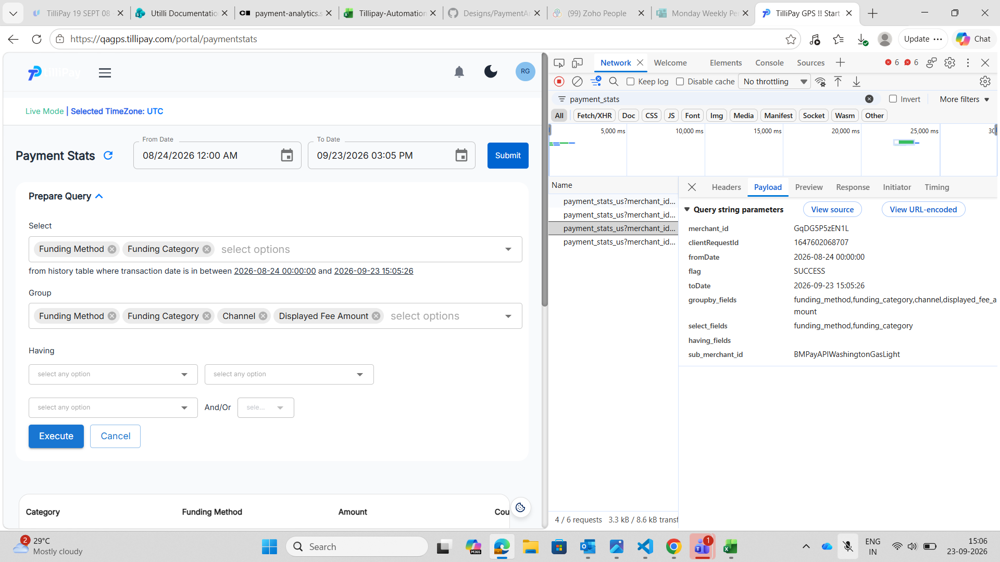 TilliPay 19 SEPT 08 -
Utilli Documentatio
payment-analytics.s
Tillipay-Automation
Designs/PaymentAr
(99) Zoho People
Monday Weekly Pe
TilliPay GPS !! Start
https://qagps.tillipay.com/portal/paymentstats
Update
Chat
tilliPay
RG
Live Mode | Selected TimeZone: UTC
Payment Stats
From Date
08/24/2026 12:00 AM
To Date
09/23/2026 03:05 PM
Submit
Prepare Query
Select
Funding Method
Funding Category
select options
from history table where transaction date is in between 2026-08-24 00:00:00 and 2026-09-23 15:05:26
Group
Funding Method
Funding Category
Channel
Displayed Fee Amount
select options
Having
select any option
select any option
select any option
And/Or
sele...
Execute
Cancel
Category
Funding Method
Amount
Cou
Network
Welcome
Elements
Console
Sources
6
6
Keep log
Disable cache
No throttling
payment_stats
Invert
More filters
All
Fetch/XHR
Doc
CSS
JS
Font
Img
Media
Manifest
Socket
Wasm
Other
5,000 ms
10,000 ms
15,000 ms
20,000 ms
25,000 ms
30
Name
payment_stats_us?merchant_id...
payment_stats_us?merchant_id...
payment_stats_us?merchant_id...
payment_stats_us?merchant_id...
Headers
Payload
Preview
Response
Initiator
Timing
Query string parameters
View source
View URL-encoded
merchant_id GqDG5P5zEN1L
clientRequestId 1647602068707
fromDate 2026-08-24 00:00:00
flag SUCCESS
toDate 2026-09-23 15:05:26
groupby_fields funding_method,funding_category,channel,displayed_fee_a
mount
select_fields funding_method,funding_category
having_fields
sub_merchant_id BMPayAPIWashingtonGasLight
4 / 6 requests 3.3 kB / 8.6 kB transf
2
29°C
Mostly cloudy
Search
M365
1
ENG
IN
15:06
23-09-2026